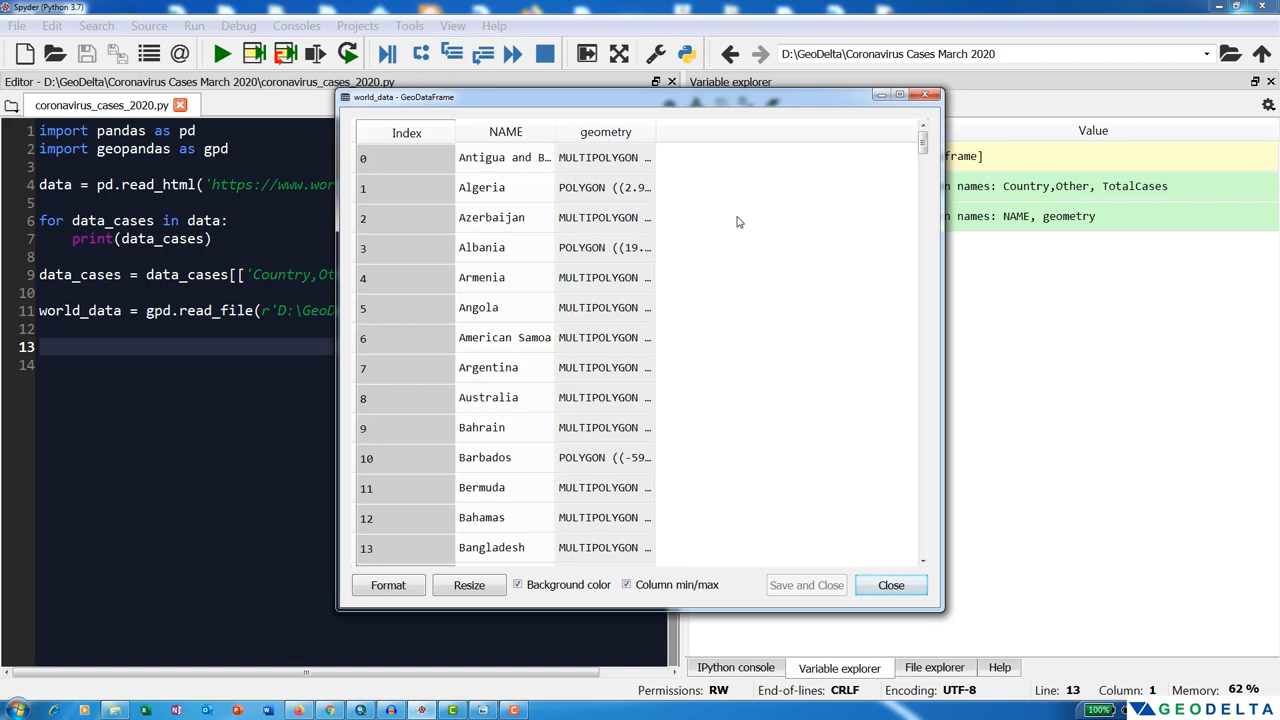 Spyder (Python 3.7)
File Edit Search Source Run Debug Consoles Projects Tools View Help
D:\GeoDelta\Coronavirus Cases March 2020
Editor - D:\GeoDelta\Coronavirus Cases March 2020\coronavirus_cases_2020.py
Variable explorer
coronavirus_cases_2020.py
world_data - GeoDataFrame
Value
1 import pandas as pd
2 import geopandas as gpd
3
4 data = pd.read_html('https://www.wor
5
6 for data_cases in data:
7 print(data_cases)
8
9 data_cases = data_cases[['Country,Ot
10
11 world_data = gpd.read_file(r'D:\GeoD
12
13
14
Index NAME geometry
0 Antigua and B… MULTIPOLYGON …
1 Algeria POLYGON ((2.9…
2 Azerbaijan MULTIPOLYGON …
3 Albania POLYGON ((19.…
4 Armenia MULTIPOLYGON …
5 Angola MULTIPOLYGON …
6 American Samoa MULTIPOLYGON …
7 Argentina MULTIPOLYGON …
8 Australia MULTIPOLYGON …
9 Bahrain MULTIPOLYGON …
10 Barbados POLYGON ((-59…
11 Bermuda MULTIPOLYGON …
12 Bahamas MULTIPOLYGON …
13 Bangladesh MULTIPOLYGON …
Format Resize Background color Column min/max Save and Close Close
frame]
n names: Country,Other, TotalCases
n names: NAME, geometry
IPython console Variable explorer File explorer Help
Permissions: RW End-of-lines: CRLF Encoding: UTF-8 Line: 13 Column: 1 Memory: 62 %
100%
GEODELTA